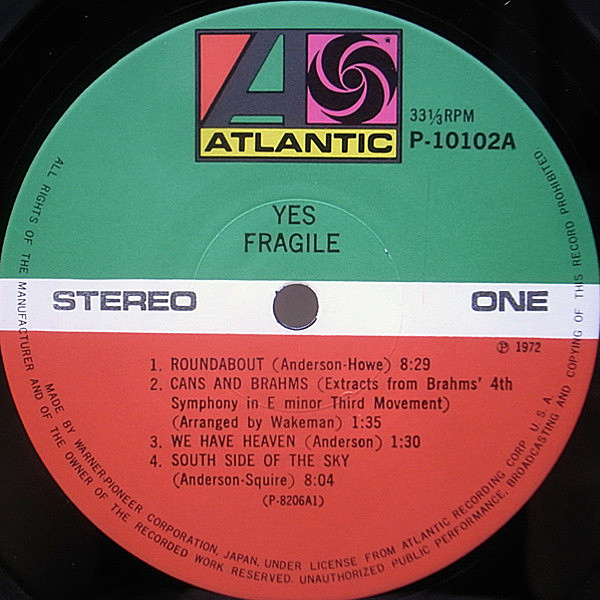 ATLANTIC
33⅓RPM
P-10102A
YES
FRAGILE
STEREO
ONE
℗ 1972
1. ROUNDABOUT (Anderson-Howe) 8:29
2. CANS AND BRAHMS (Extracts from Brahms' 4th
Symphony in E minor Third Movement)
(Arranged by Wakeman) 1:35
3. WE HAVE HEAVEN (Anderson) 1:30
4. SOUTH SIDE OF THE SKY
(Anderson-Squire) 8:04
(P-8206A1)
MADE BY WARNER-PIONEER CORPORATION, JAPAN, UNDER LICENSE FROM ATLANTIC RECORDING CORP. U.S.A.
ALL RIGHTS OF THE MANUFACTURER AND OF THE OWNER OF THE RECORDED WORK RESERVED. UNAUTHORIZED PUBLIC PERFORMANCE, BROADCASTING AND COPYING OF THIS RECORD PROHIBITED.